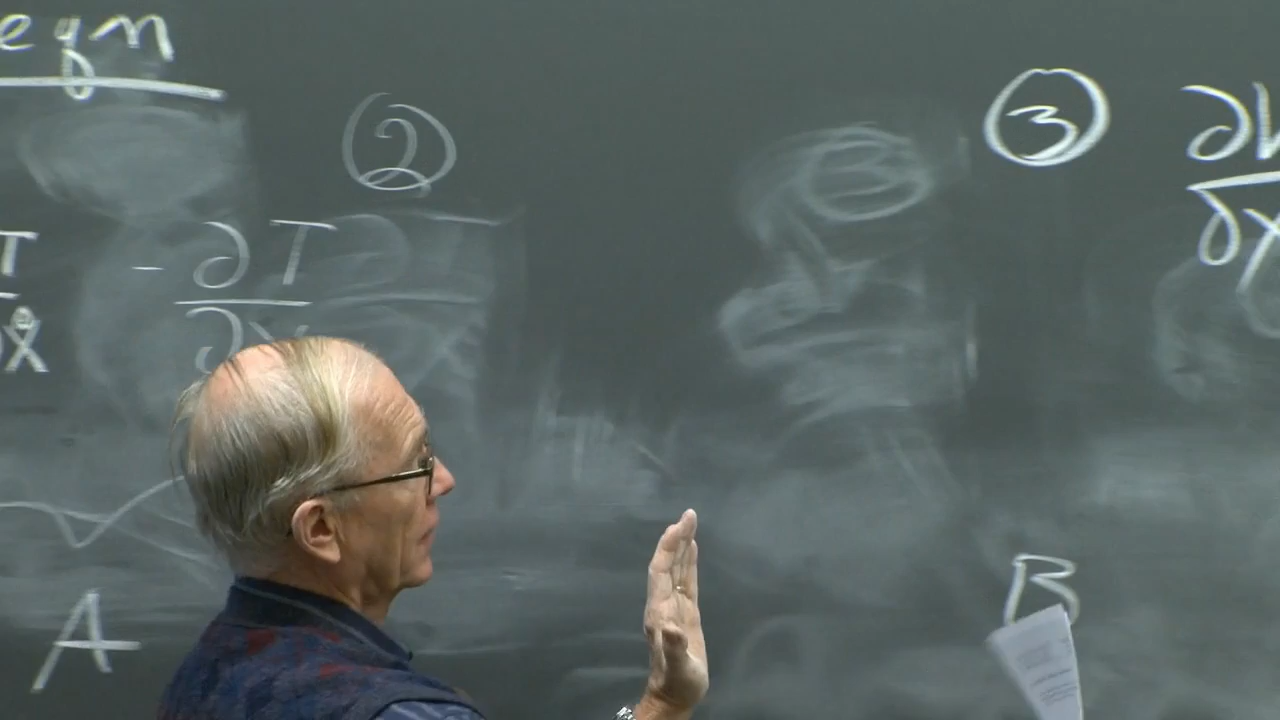 eqn
② ③ ∂V
T - ∂T ∂x
∂ẋ ∂x
A B